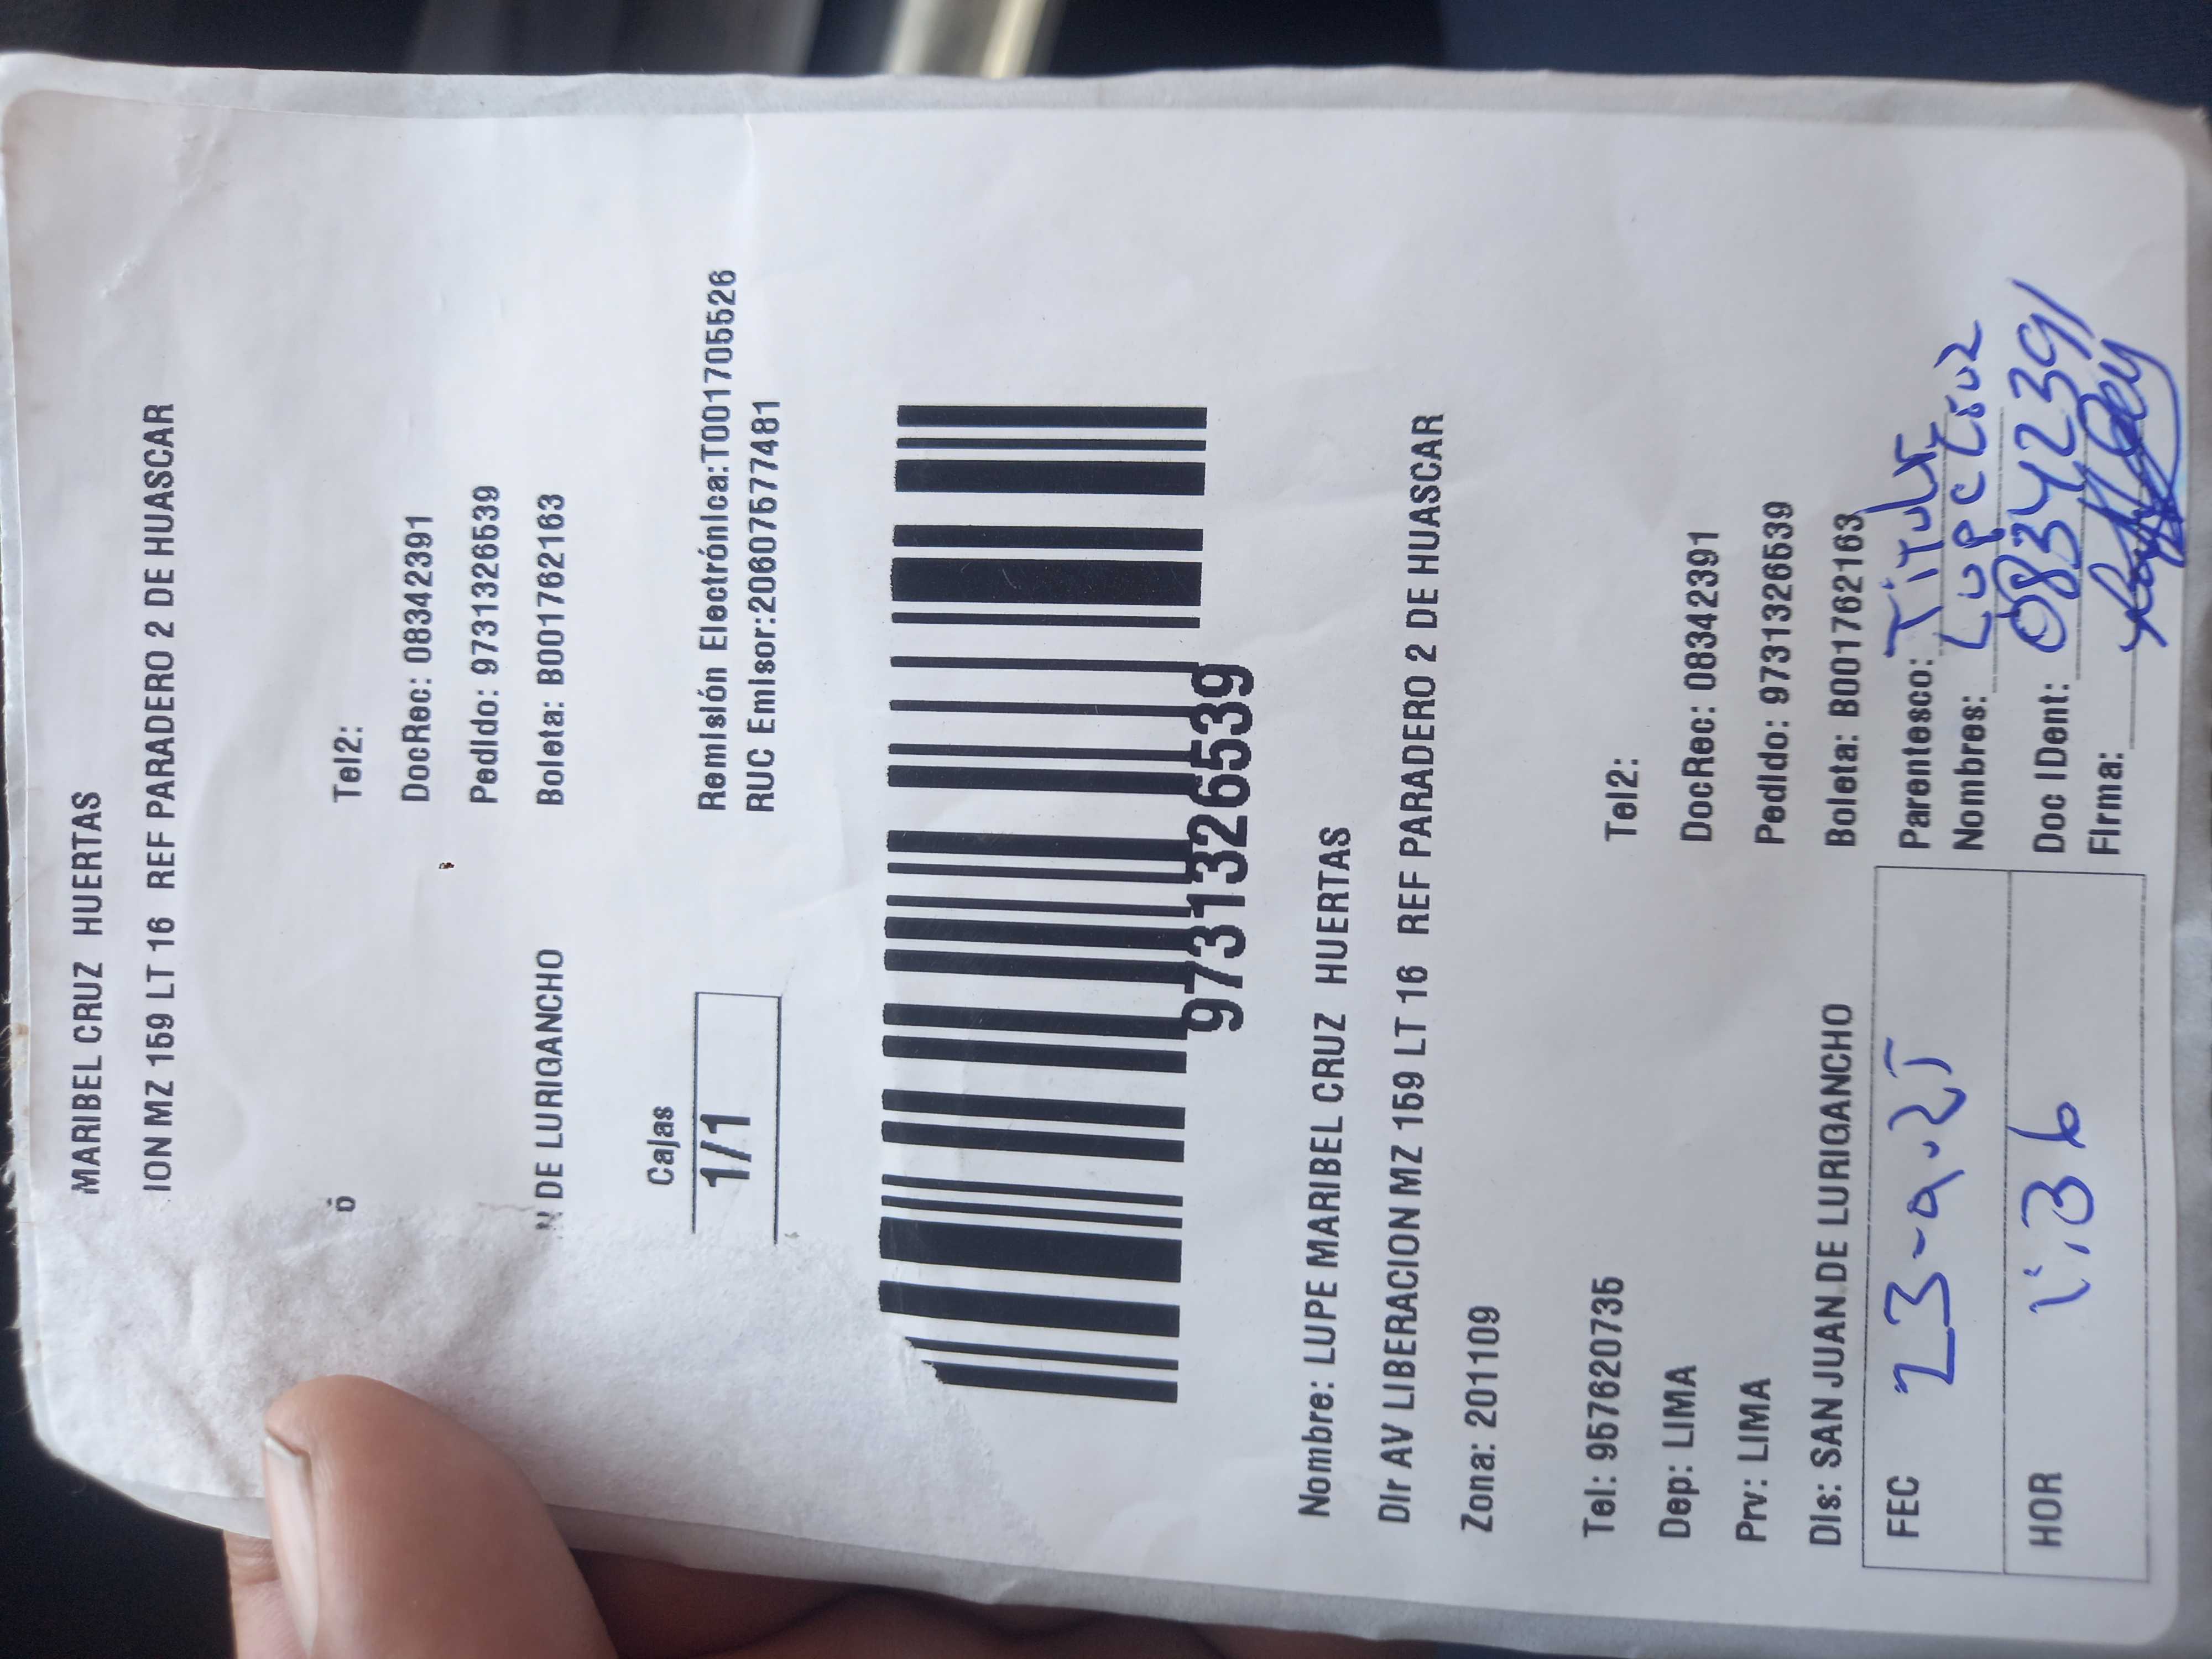 MARIBEL CRUZ HUERTAS
ION MZ 159 LT 16 REF PARADERO 2 DE HUASCAR
Tel2:
DocRec: 08342391
Pedido: 9731326539
N DE LURIGANCHO Boleta: B001762163
Cajas
1/1
Remisión Electrónica:T001705526
RUC Emisor:20607577481
9731326539
Nombre: LUPE MARIBEL CRUZ HUERTAS
Dir AV LIBERACION MZ 159 LT 16 REF PARADERO 2 DE HUASCAR
Zona: 201109
Tel: 957620735 Tel2:
Dep: LIMA DocRec: 08342391
Prv: LIMA Pedido: 9731326539
Dis: SAN JUAN DE LURIGANCHO Boleta: B001762163
FEC 23-9.25
Parentesco: Titulr
Nombres: Lupe
HOR 1:36
Doc IDent: 08342391
Firma: